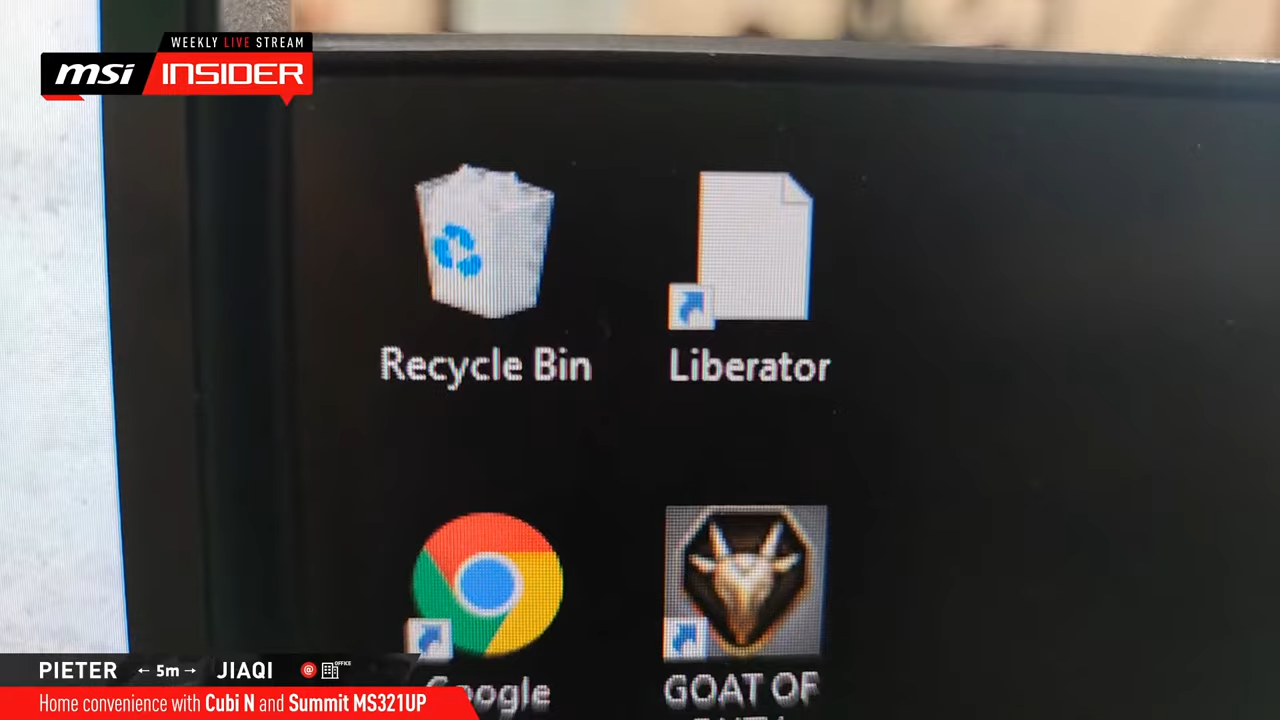 WEEKLY LIVE STREAM
msi INSIDER
Recycle Bin
Liberator
Google
GOAT OF
PIETER ← 5m → JIAQI @ OFFICE
Home convenience with Cubi N and Summit MS321UP